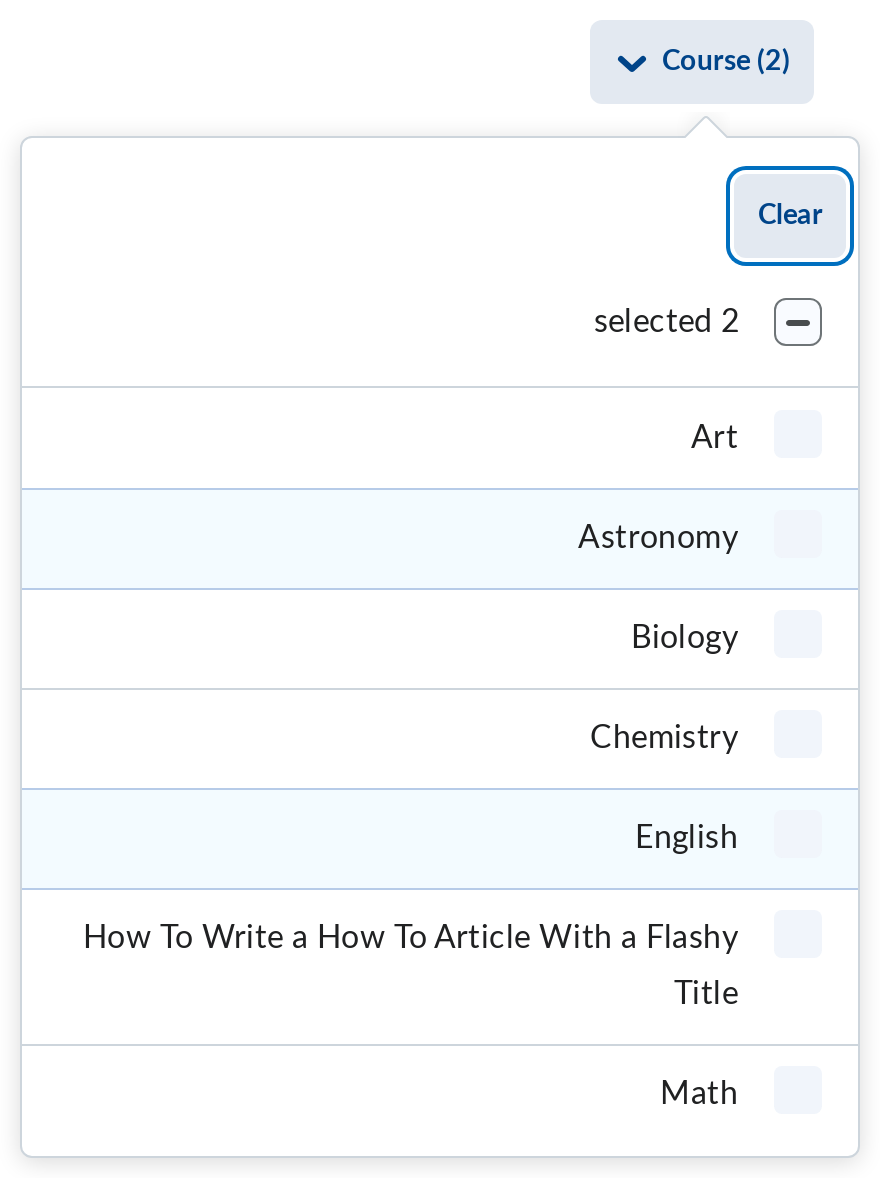 Course (2)
Clear
selected 2
Art
Astronomy
Biology
Chemistry
English
How To Write a How To Article With a Flashy
Title
Math